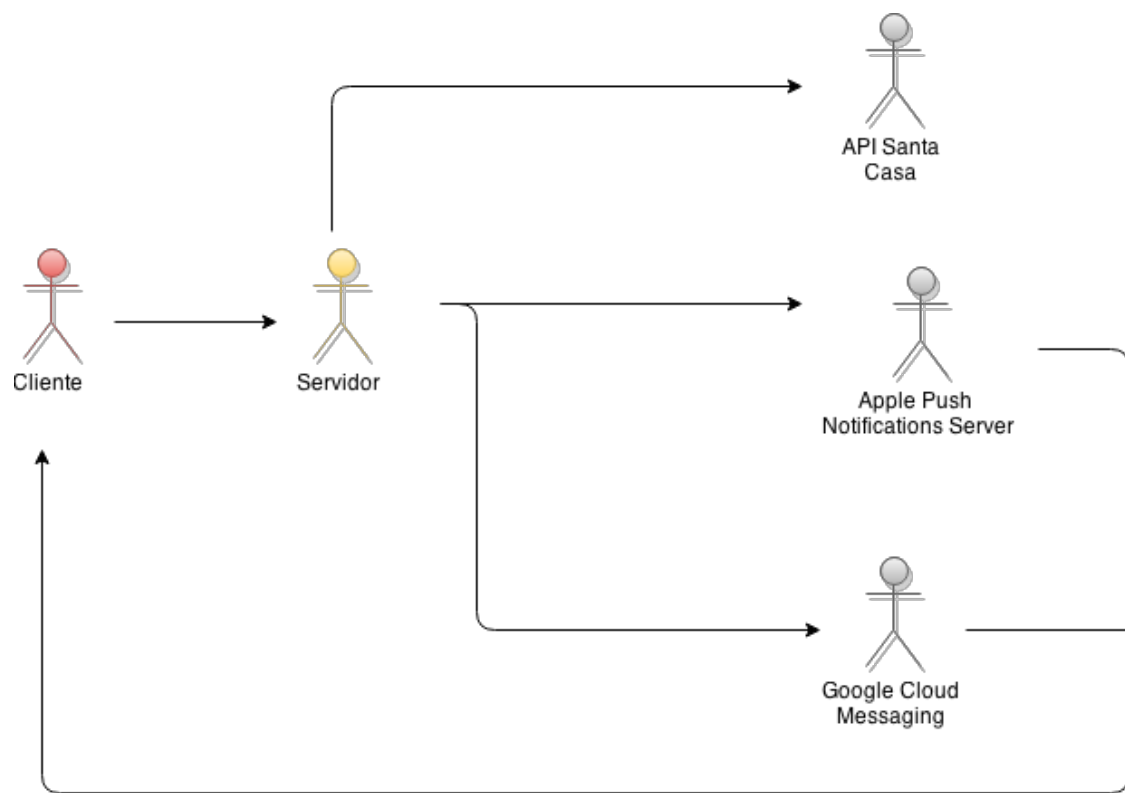 API Santa
Casa
Cliente
Servidor
Apple Push
Notifications Server
Google Cloud
Messaging